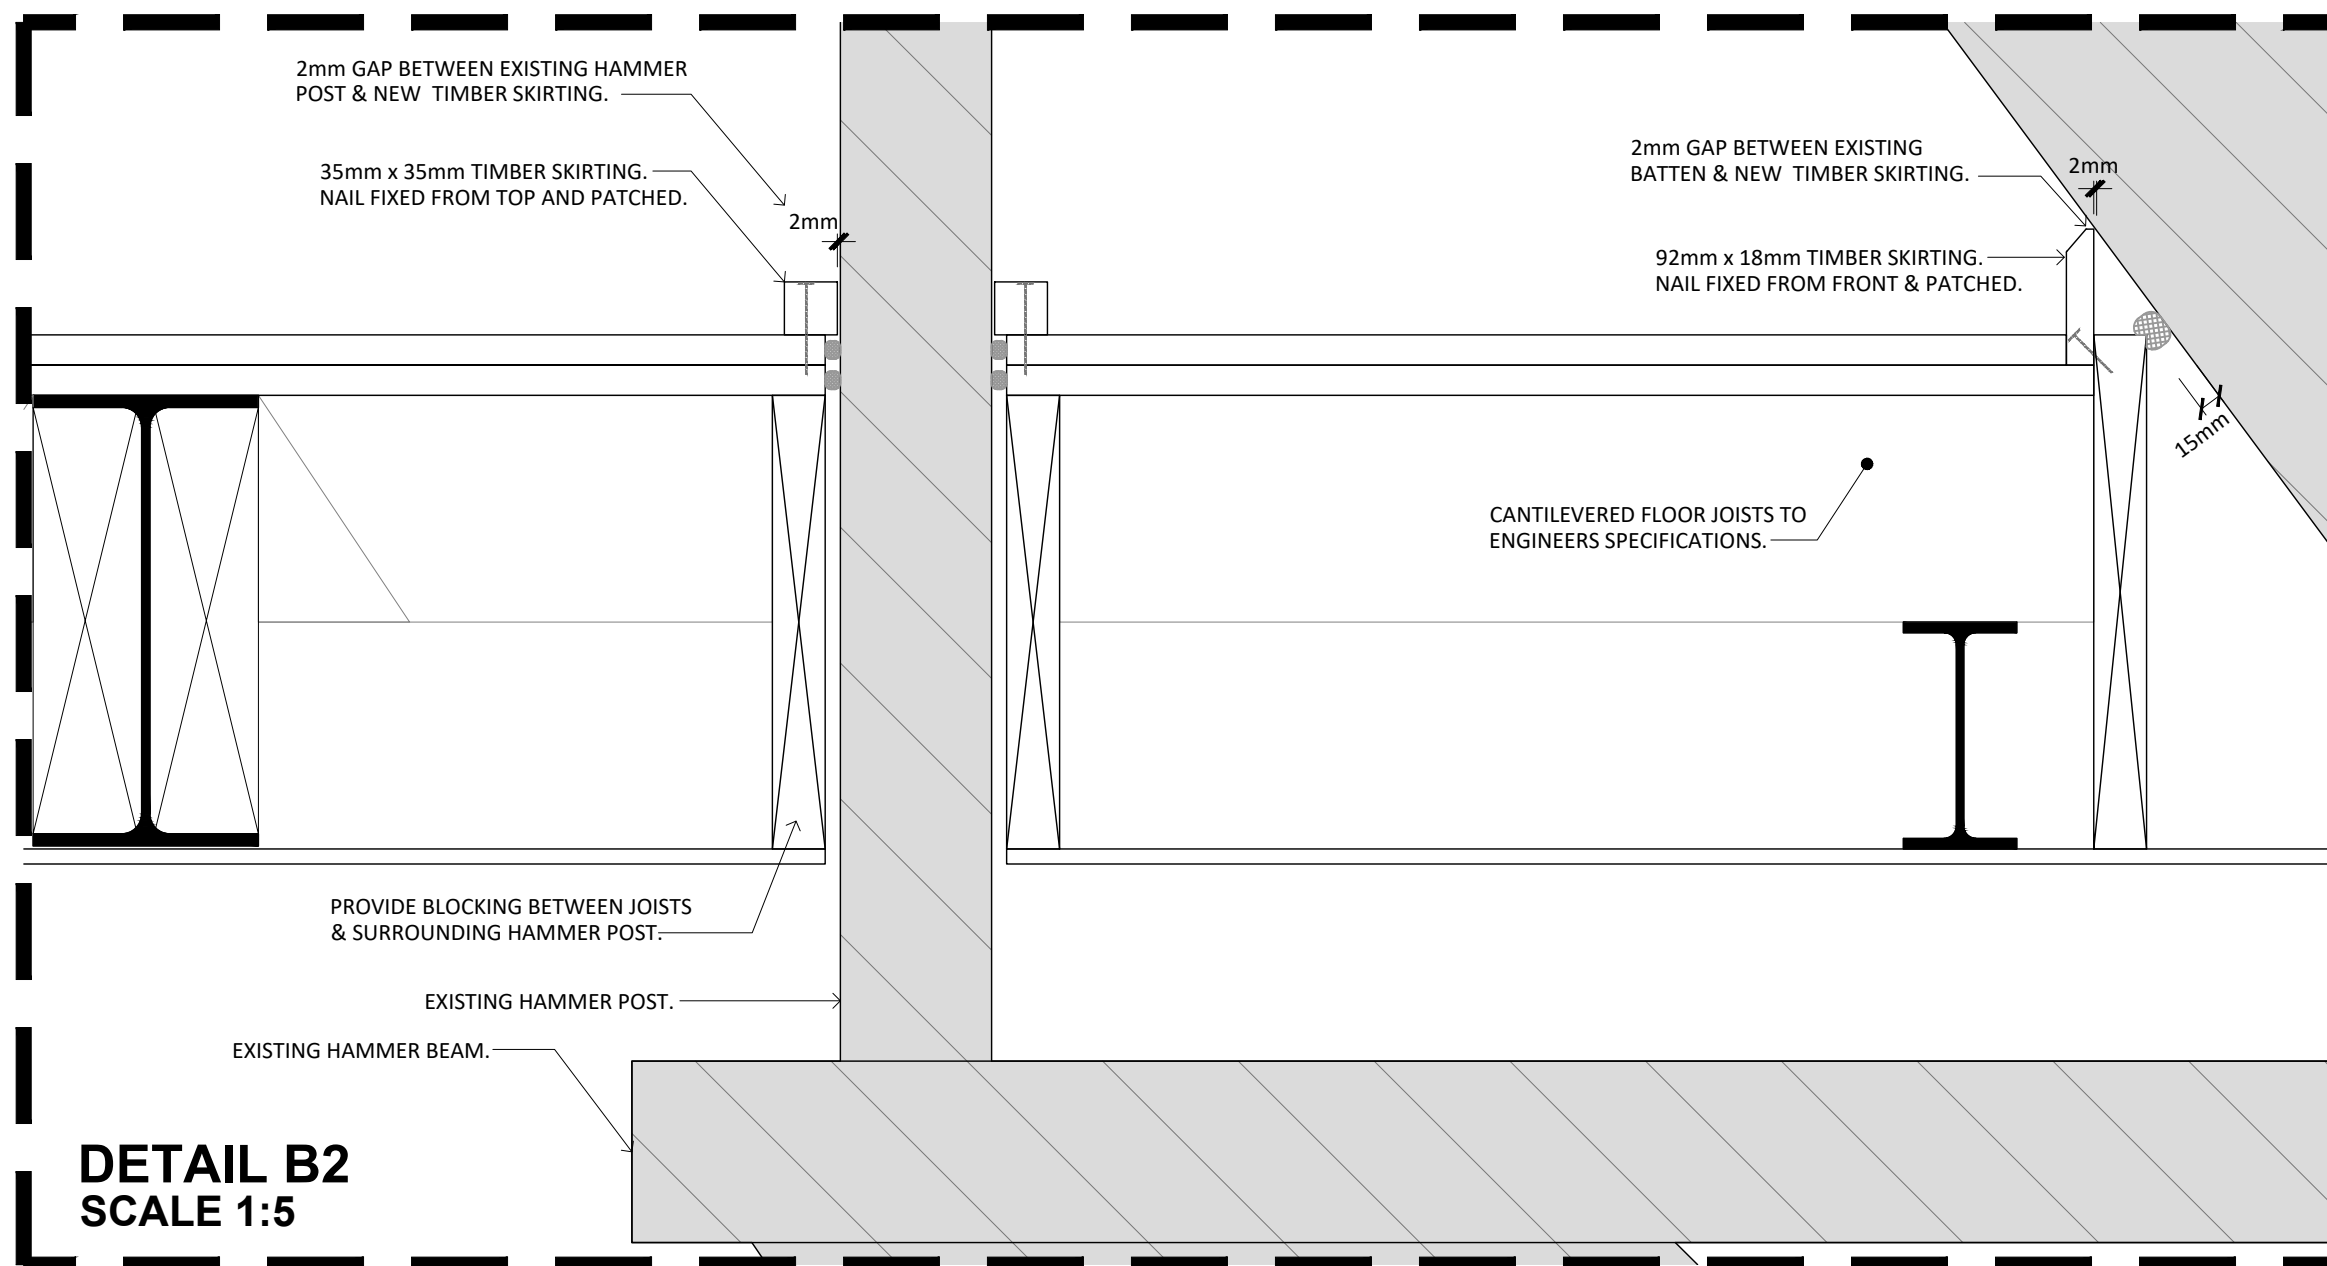 2mm GAP BETWEEN EXISTING HAMMER
POST & NEW TIMBER SKIRTING.
35mm x 35mm TIMBER SKIRTING.
NAIL FIXED FROM TOP AND PATCHED.
2mm
2mm GAP BETWEEN EXISTING
BATTEN & NEW TIMBER SKIRTING.
2mm
92mm x 18mm TIMBER SKIRTING.
NAIL FIXED FROM FRONT & PATCHED.
15mm
CANTILEVERED FLOOR JOISTS TO
ENGINEERS SPECIFICATIONS.
PROVIDE BLOCKING BETWEEN JOISTS
& SURROUNDING HAMMER POST.
EXISTING HAMMER POST.
EXISTING HAMMER BEAM.
DETAIL B2
SCALE 1:5